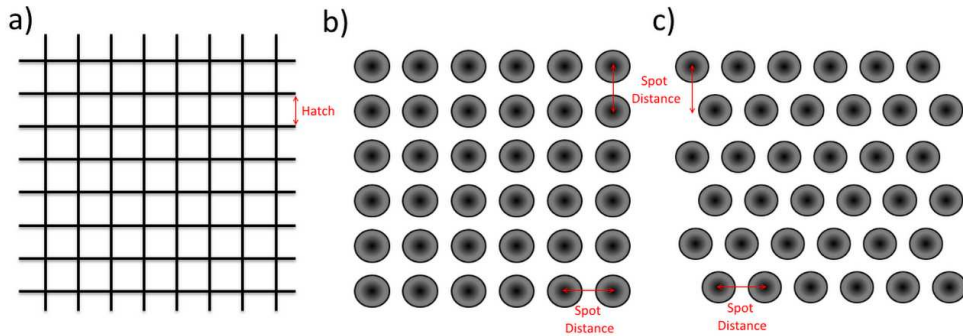 a)
b)
c)
Hatch
Spot
Distance
Spot
Distance
Spot
Distance